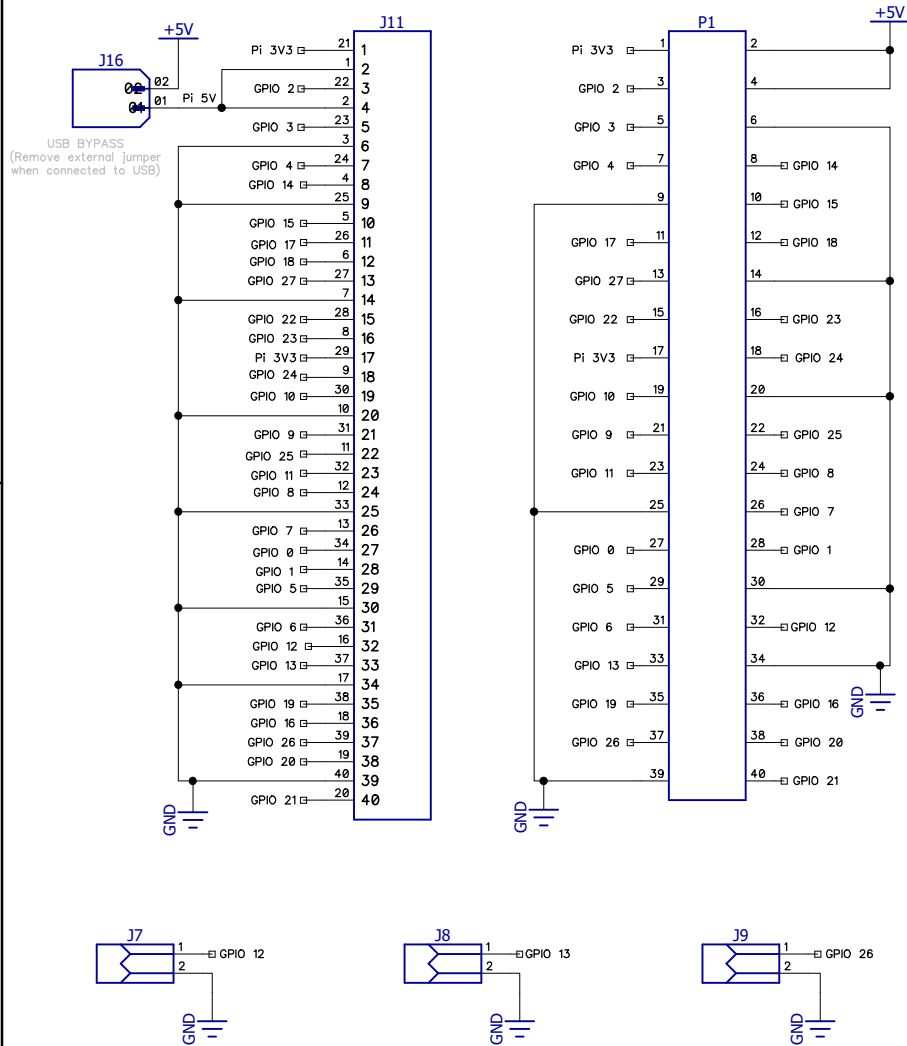 +5V
J16
02 02
01 01 Pi 5V
USB BYPASS
(Remove external jumper
when connected to USB)
J11
Pi 3V3 21 1
1 2
GPIO 2 22 3
2 4
GPIO 3 23 5
3 6
GPIO 4 24 7
GPIO 14 4 8
25 9
GPIO 15 5 10
GPIO 17 26 11
GPIO 18 6 12
GPIO 27 27 13
7 14
GPIO 22 28 15
GPIO 23 8 16
Pi 3V3 29 17
GPIO 24 9 18
GPIO 10 30 19
10 20
GPIO 9 31 21
GPIO 25 11 22
GPIO 11 32 23
GPIO 8 12 24
33 25
GPIO 7 13 26
GPIO 0 34 27
GPIO 1 14 28
GPIO 5 35 29
15 30
GPIO 6 36 31
GPIO 12 16 32
GPIO 13 37 33
17 34
GPIO 19 38 35
GPIO 16 18 36
GPIO 26 39 37
GPIO 20 19 38
40 39
GPIO 21 20 40
GND
P1
+5V
Pi 3V3 1 2
GPIO 2 3 4
GPIO 3 5 6
GPIO 4 7 8 GPIO 14
9 10 GPIO 15
GPIO 17 11 12 GPIO 18
GPIO 27 13 14
GPIO 22 15 16 GPIO 23
Pi 3V3 17 18 GPIO 24
GPIO 10 19 20
GPIO 9 21 22 GPIO 25
GPIO 11 23 24 GPIO 8
25 26 GPIO 7
GPIO 0 27 28 GPIO 1
GPIO 5 29 30
GPIO 6 31 32 GPIO 12
GPIO 13 33 34
GPIO 19 35 36 GPIO 16
GND
GPIO 26 37 38 GPIO 20
39 40 GPIO 21
GND
J7
1 GPIO 12
2
GND
J8
1 GPIO 13
2
GND
J9
1 GPIO 26
2
GND